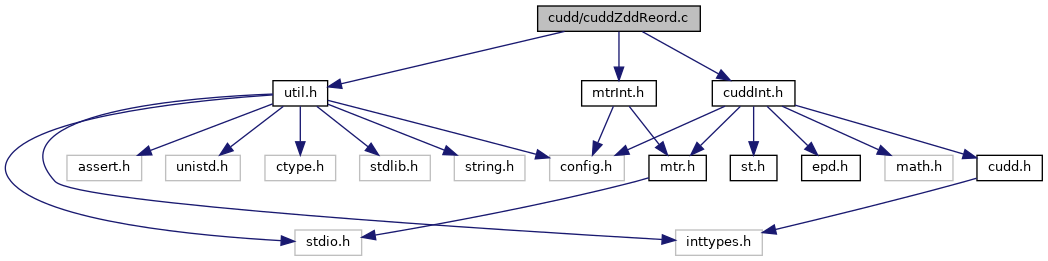 cudd/cuddZddReord.c
util.h
mtrInt.h
cuddInt.h
assert.h
unistd.h
ctype.h
stdlib.h
string.h
config.h
mtr.h
st.h
epd.h
math.h
cudd.h
stdio.h
inttypes.h